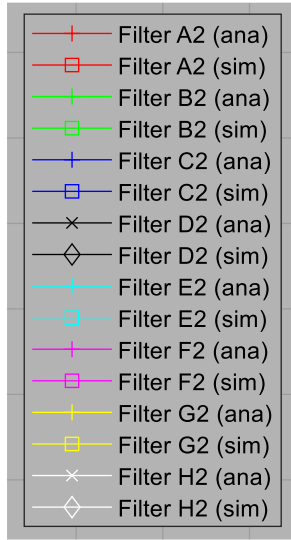 Filter A2 (ana)
Filter A2 (sim)
Filter B2 (ana)
Filter B2 (sim)
Filter C2 (ana)
Filter C2 (sim)
Filter D2 (ana)
Filter D2 (sim)
Filter E2 (ana)
Filter E2 (sim)
Filter F2 (ana)
Filter F2 (sim)
Filter G2 (ana)
Filter G2 (sim)
Filter H2 (ana)
Filter H2 (sim)